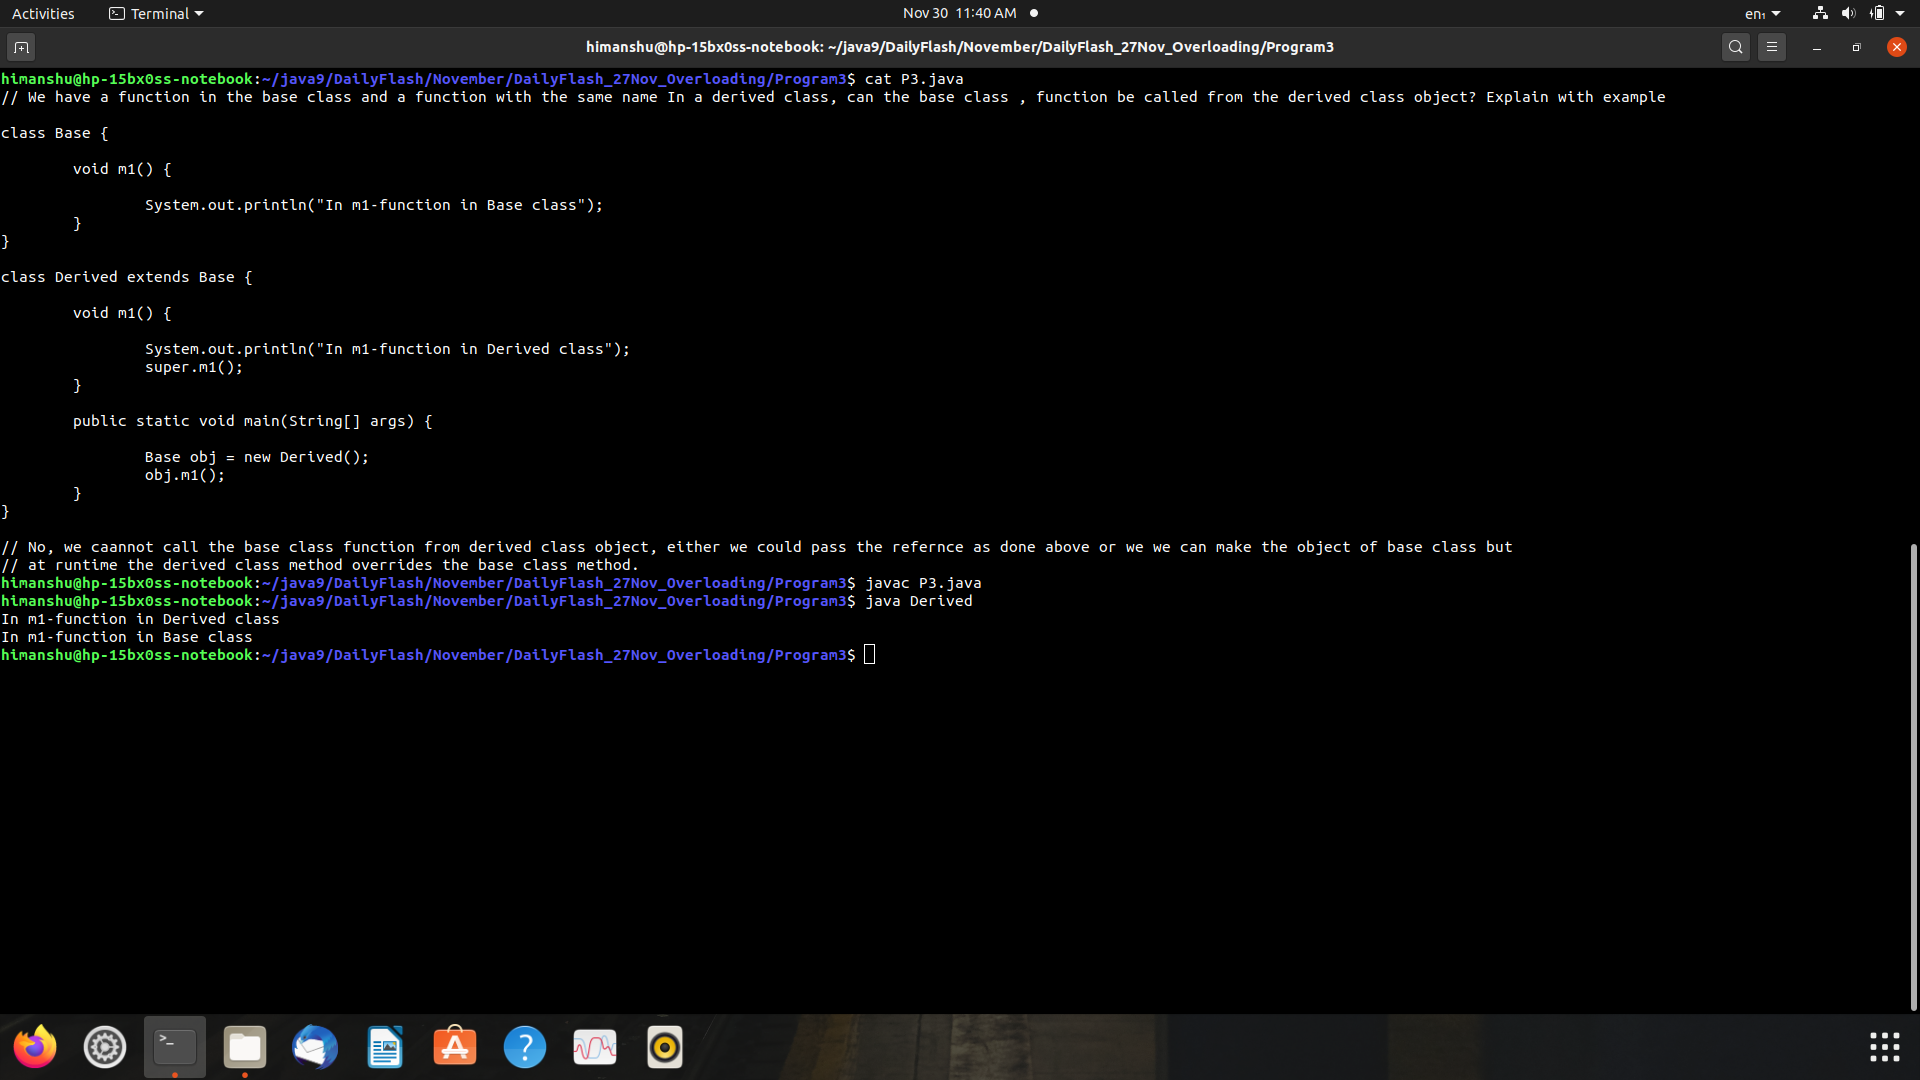 Activities
Terminal
Nov 30 11:40 AM
en₁
himanshu@hp-15bx0ss-notebook: ~/java9/DailyFlash/November/DailyFlash_27Nov_Overloading/Program3
himanshu@hp-15bx0ss-notebook:~/java9/DailyFlash/November/DailyFlash_27Nov_Overloading/Program3$ cat P3.java
// We have a function in the base class and a function with the same name In a derived class, can the base class , function be called from the derived class object? Explain with example
class Base {
void m1() {
System.out.println("In m1-function in Base class");
}
}
class Derived extends Base {
void m1() {
System.out.println("In m1-function in Derived class");
super.m1();
}
public static void main(String[] args) {
Base obj = new Derived();
obj.m1();
}
}
// No, we caannot call the base class function from derived class object, either we could pass the refernce as done above or we we can make the object of base class but
// at runtime the derived class method overrides the base class method.
himanshu@hp-15bx0ss-notebook:~/java9/DailyFlash/November/DailyFlash_27Nov_Overloading/Program3$ javac P3.java
himanshu@hp-15bx0ss-notebook:~/java9/DailyFlash/November/DailyFlash_27Nov_Overloading/Program3$ java Derived
In m1-function in Derived class
In m1-function in Base class
himanshu@hp-15bx0ss-notebook:~/java9/DailyFlash/November/DailyFlash_27Nov_Overloading/Program3$